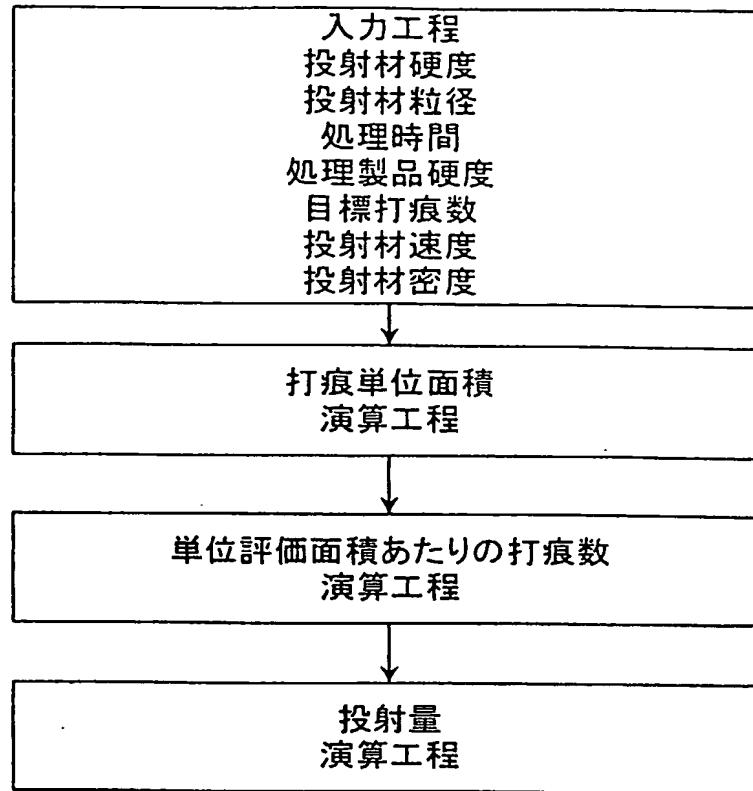 入力工程
投射材硬度
投射材粒径
処理時間
処理製品硬度
目標打痕数
投射材速度
投射材密度
打痕単位面積
演算工程
単位評価面積あたりの打痕数
演算工程
投射量
演算工程